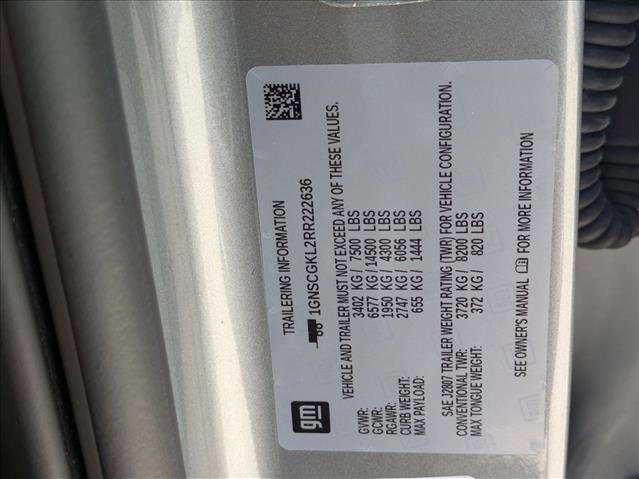 gm
TRAILERING INFORMATION
1GNSCGKL2RR222636
VEHICLE AND TRAILER MUST NOT EXCEED ANY OF THESE VALUES.
GVWR: 3402 KG / 7500 LBS
GCWR: 6577 KG / 14500 LBS
RGAWR: 1950 KG / 4300 LBS
CURB WEIGHT: 2747 KG / 6056 LBS
MAX PAYLOAD: 655 KG / 1444 LBS
SAE J2807 TRAILER WEIGHT RATING (TWR) FOR VEHICLE CONFIGURATION.
CONVENTIONAL TWR: 3720 KG / 8200 LBS
MAX TONGUE WEIGHT: 372 KG / 820 LBS
SEE OWNER'S MANUAL FOR MORE INFORMATION